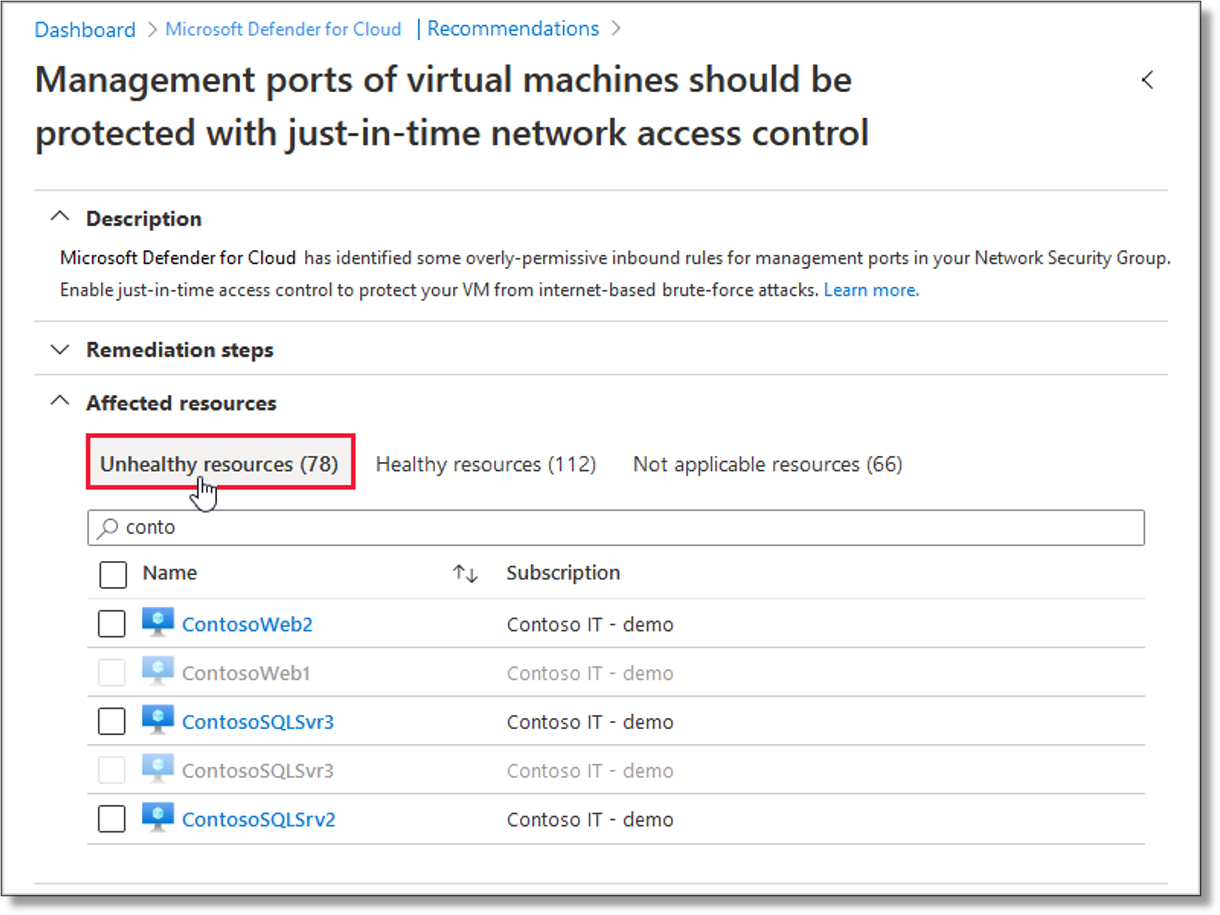 Dashboard > Microsoft Defender for Cloud | Recommendations >
Management ports of virtual machines should be
protected with just-in-time network access control
Description
Microsoft Defender for Cloud has identified some overly-permissive inbound rules for management ports in your Network Security Group.
Enable just-in-time access control to protect your VM from internet-based brute-force attacks. Learn more.
Remediation steps
Affected resources
Unhealthy resources (78) Healthy resources (112) Not applicable resources (66)
conto
Name Subscription
ContosoWeb2 Contoso IT - demo
ContosoWeb1 Contoso IT - demo
ContosoSQLSvr3 Contoso IT - demo
ContosoSQLSvr3 Contoso IT - demo
ContosoSQLSrv2 Contoso IT - demo